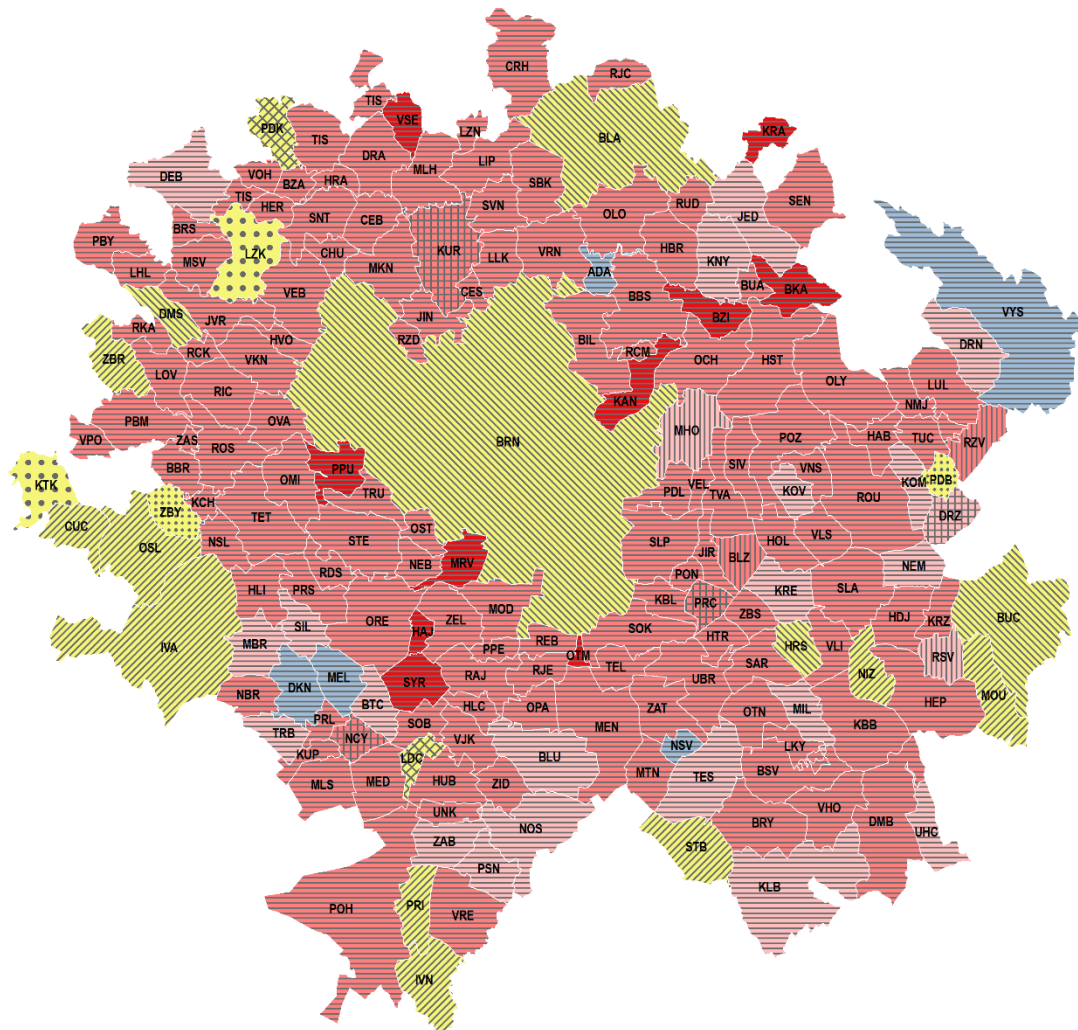 CRH
RJC
TIS
VSE
KRA
PDK
LZN
BLA
TIS
DRA
LIP
MLH
DEB
VOH
BZA
HRA
SBK
TIS
HER
SVN
RUD
SEN
SNT
CEB
OLO
JED
BRS
PBY
LZK
KUR
HBR
MSV
CHU
LLK
VRN
KNY
MKN
ADA
LHL
BUA
BKA
VEB
CES
BBS
VYS
DMS
JVR
JIN
BZI
RKA
HVO
RZD
BIL
DRN
RCK
RCM
ZBR
VKN
OCH
HST
LOV
OLY
LUL
RIC
KAN
NMJ
PBM
OVA
MHO
VPO
ZAS
BRN
POZ
HAB
TUC
ROS
RZV
SIV
BBR
PPU
VNS
KTK
OMI
VEL
PDB
KOM
PDL
KOV
TRU
TVA
ROU
KCH
ZBY
DRZ
TET
CUC
OST
STE
VLS
NSL
SLP
HOL
OSL
JIR
BLZ
NEB
MRV
NEM
RDS
PON
HLI
PRS
KRE
SLA
KBL
PRC
MOD
ZBS
HDJ
BUC
ORE
ZEL
KRZ
SIL
HAJ
SOK
REB
HTR
MBR
IVA
PPE
HRS
VLI
OTM
RSV
SAR
RJE
TEL
NIZ
MEL
RAJ
UBR
SYR
DKN
NBR
MOU
HEP
BTC
HLC
OPA
ZAT
OTN
MIL
PRL
SOB
KBB
MEN
TRB
NCY
VJK
LKY
NSV
KUP
LDC
BLU
MTN
BSV
TES
MLS
MED
HUB
ZID
VHO
UNK
BRY
DMB
NOS
UHC
ZAB
STB
PSN
KLB
PRI
POH
VRE
IVN